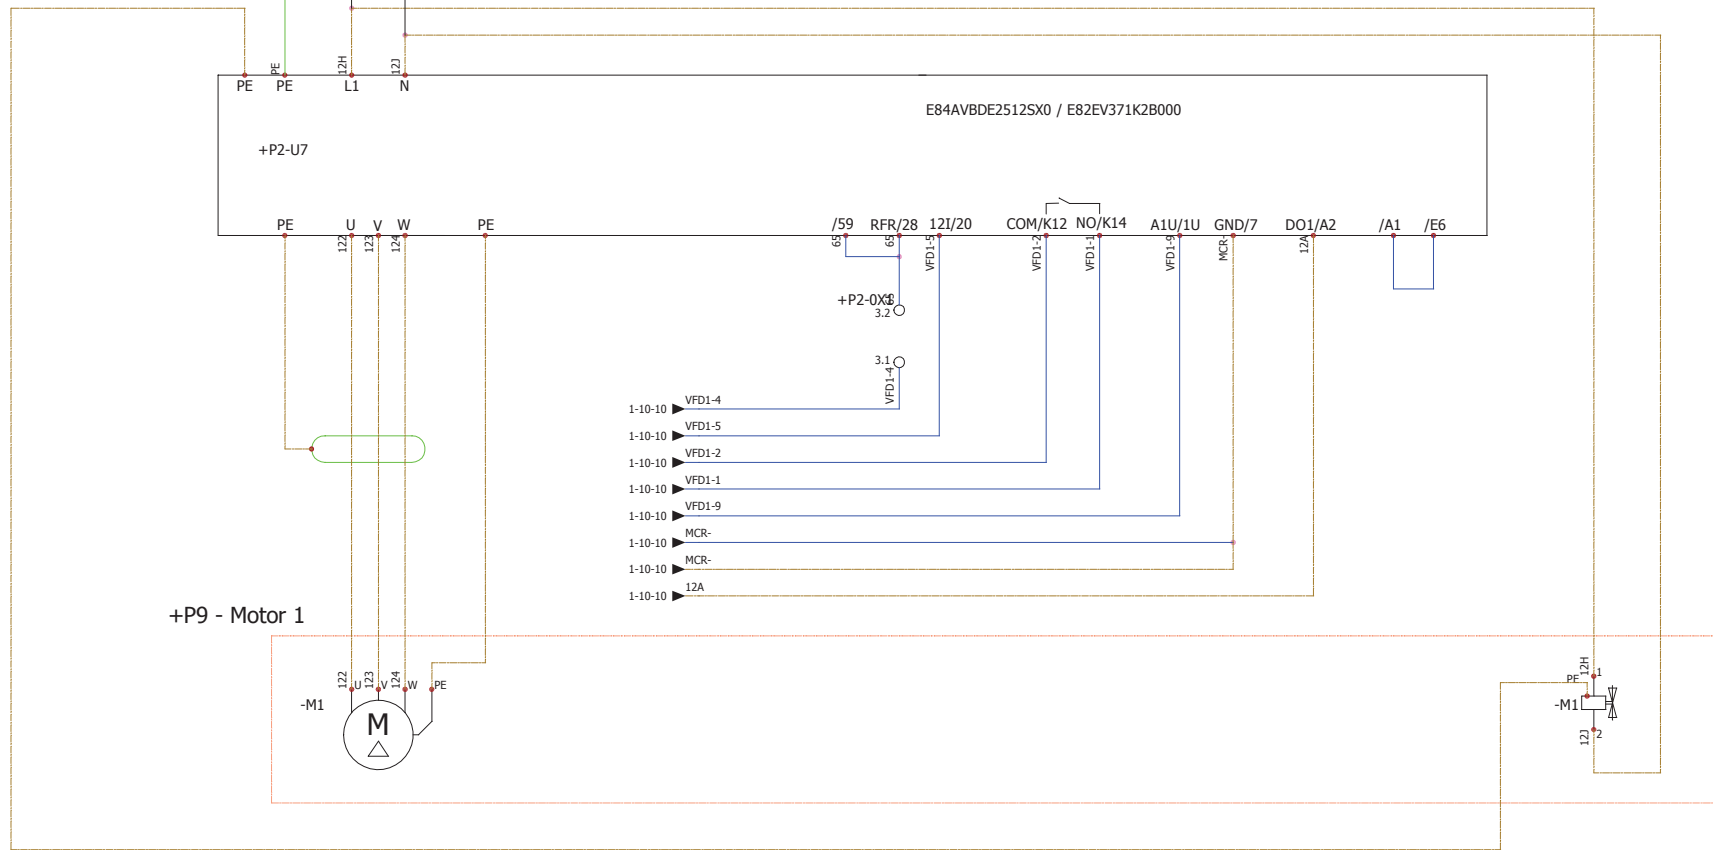 PE 12H 12J
PE PE L1 N
E84AVBDE2512SX0 / E82EV371K2B000
+P2-U7
PE U V W PE /59 RFR/28 12I/20 COM/K12 NO/K14 A1U/1U GND/7 DO1/A2 /A1 /E6
122 123 124 65 65 VFD1-5 VFD1-2 VFD1-1 VFD1-9 MCR- 12A
3.2
3.1
VFD1-4
1-10-10 VFD1-4
1-10-10 VFD1-5
1-10-10 VFD1-2
1-10-10 VFD1-1
1-10-10 VFD1-9
1-10-10 MCR-
1-10-10 MCR-
1-10-10 12A
+P9 - Motor 1
122 U 123 V 124 W PE
-M1
M
12H 1
PE
-M1
12J 2